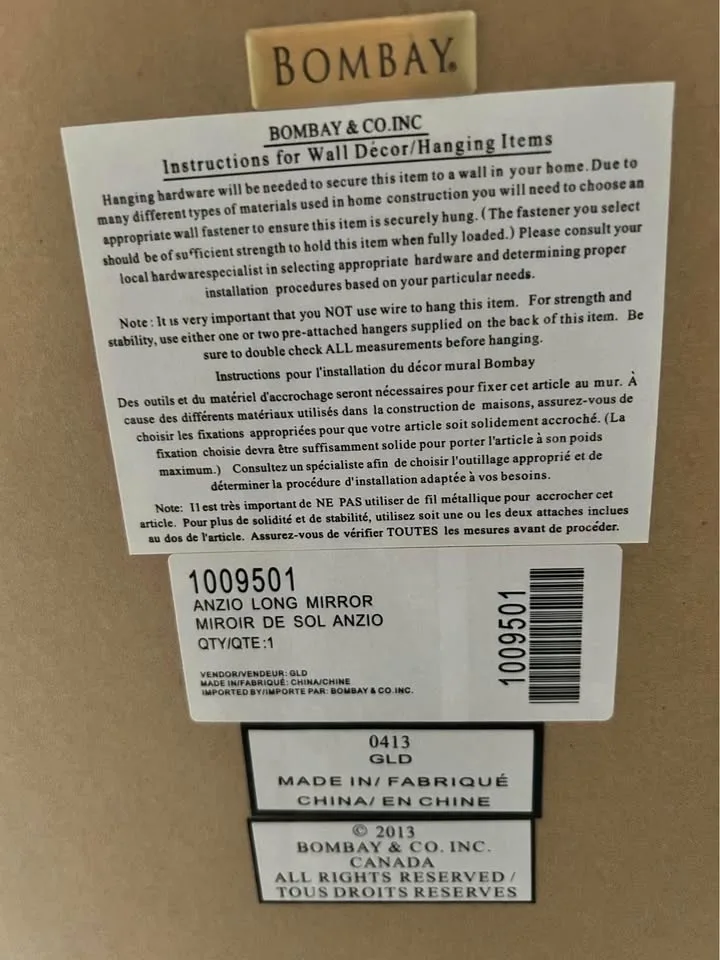 BOMBAY®
BOMBAY & CO.INC
Instructions for Wall Décor/Hanging Items
Hanging hardware will be needed to secure this item to a wall in your home. Due to
many different types of materials used in home construction you will need to choose an
appropriate wall fastener to ensure this item is securely hung. (The fastener you select
should be of sufficient strength to hold this item when fully loaded.) Please consult your
local hardwarespecialist in selecting appropriate hardware and determining proper
installation procedures based on your particular needs.
Note: It is very important that you NOT use wire to hang this item. For strength and
stability, use either one or two pre-attached hangers supplied on the back of this item. Be
sure to double check ALL measurements before hanging.
Instructions pour l'installation du décor mural Bombay
Des outils et du matériel d'accrochage seront nécessaires pour fixer cet article au mur. À
cause des différents matériaux utilisés dans la construction de maisons, assurez-vous de
choisir les fixations appropriées pour que votre article soit solidement accroché. (La
fixation choisie devra être suffisamment solide pour porter l'article à son poids
maximum.) Consultez un spécialiste afin de choisir l'outillage approprié et de
déterminer la procédure d'installation adaptée à vos besoins.
Note: Il est très important de NE PAS utiliser de fil métallique pour accrocher cet
article. Pour plus de solidité et de stabilité, utilisez soit une ou les deux attaches inclues
au dos de l'article. Assurez-vous de vérifier TOUTES les mesures avant de procéder.
1009501
ANZIO LONG MIRROR
MIROIR DE SOL ANZIO
QTY/QTE:1
VENDOR/VENDEUR: GLD
MADE IN/FABRIQUÉ: CHINA/CHINE
IMPORTED BY/IMPORTE PAR: BOMBAY & CO.INC.
1009501
0413
GLD
MADE IN/ FABRIQUÉ
CHINA/ EN CHINE
© 2013
BOMBAY & CO. INC.
CANADA
ALL RIGHTS RESERVED /
TOUS DROITS RESERVES